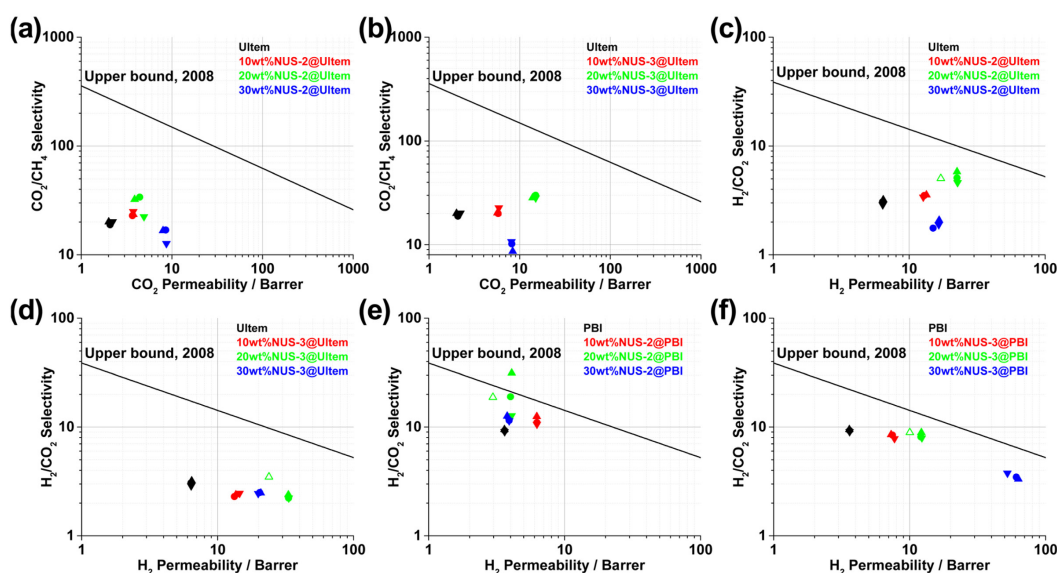 (a)
1000
100
10
CO₂/CH₄ Selectivity
Upper bound, 2008
Ultem
10wt%NUS-2@Ultem
20wt%NUS-2@Ultem
30wt%NUS-2@Ultem
1 10 100 1000
CO₂ Permeability / Barrer
(b)
1000
100
10
CO₂/CH₄ Selectivity
Upper bound, 2008
Ultem
10wt%NUS-3@Ultem
20wt%NUS-3@Ultem
30wt%NUS-3@Ultem
1 10 100 1000
CO₂ Permeability / Barrer
(c)
100
10
1
H₂/CO₂ Selectivity
Upper bound, 2008
Ultem
10wt%NUS-2@Ultem
20wt%NUS-2@Ultem
30wt%NUS-2@Ultem
1 10 100
H₂ Permeability / Barrer
(d)
100
10
1
H₂/CO₂ Selectivity
Upper bound, 2008
Ultem
10wt%NUS-3@Ultem
20wt%NUS-3@Ultem
30wt%NUS-3@Ultem
1 10 100
H₂ Permeability / Barrer
(e)
100
10
1
H₂/CO₂ Selectivity
Upper bound, 2008
PBI
10wt%NUS-2@PBI
20wt%NUS-2@PBI
30wt%NUS-2@PBI
1 10 100
H₂ Permeability / Barrer
(f)
100
10
1
H₂/CO₂ Selectivity
Upper bound, 2008
PBI
10wt%NUS-3@PBI
20wt%NUS-3@PBI
30wt%NUS-3@PBI
1 10 100
H₂ Permeability / Barrer